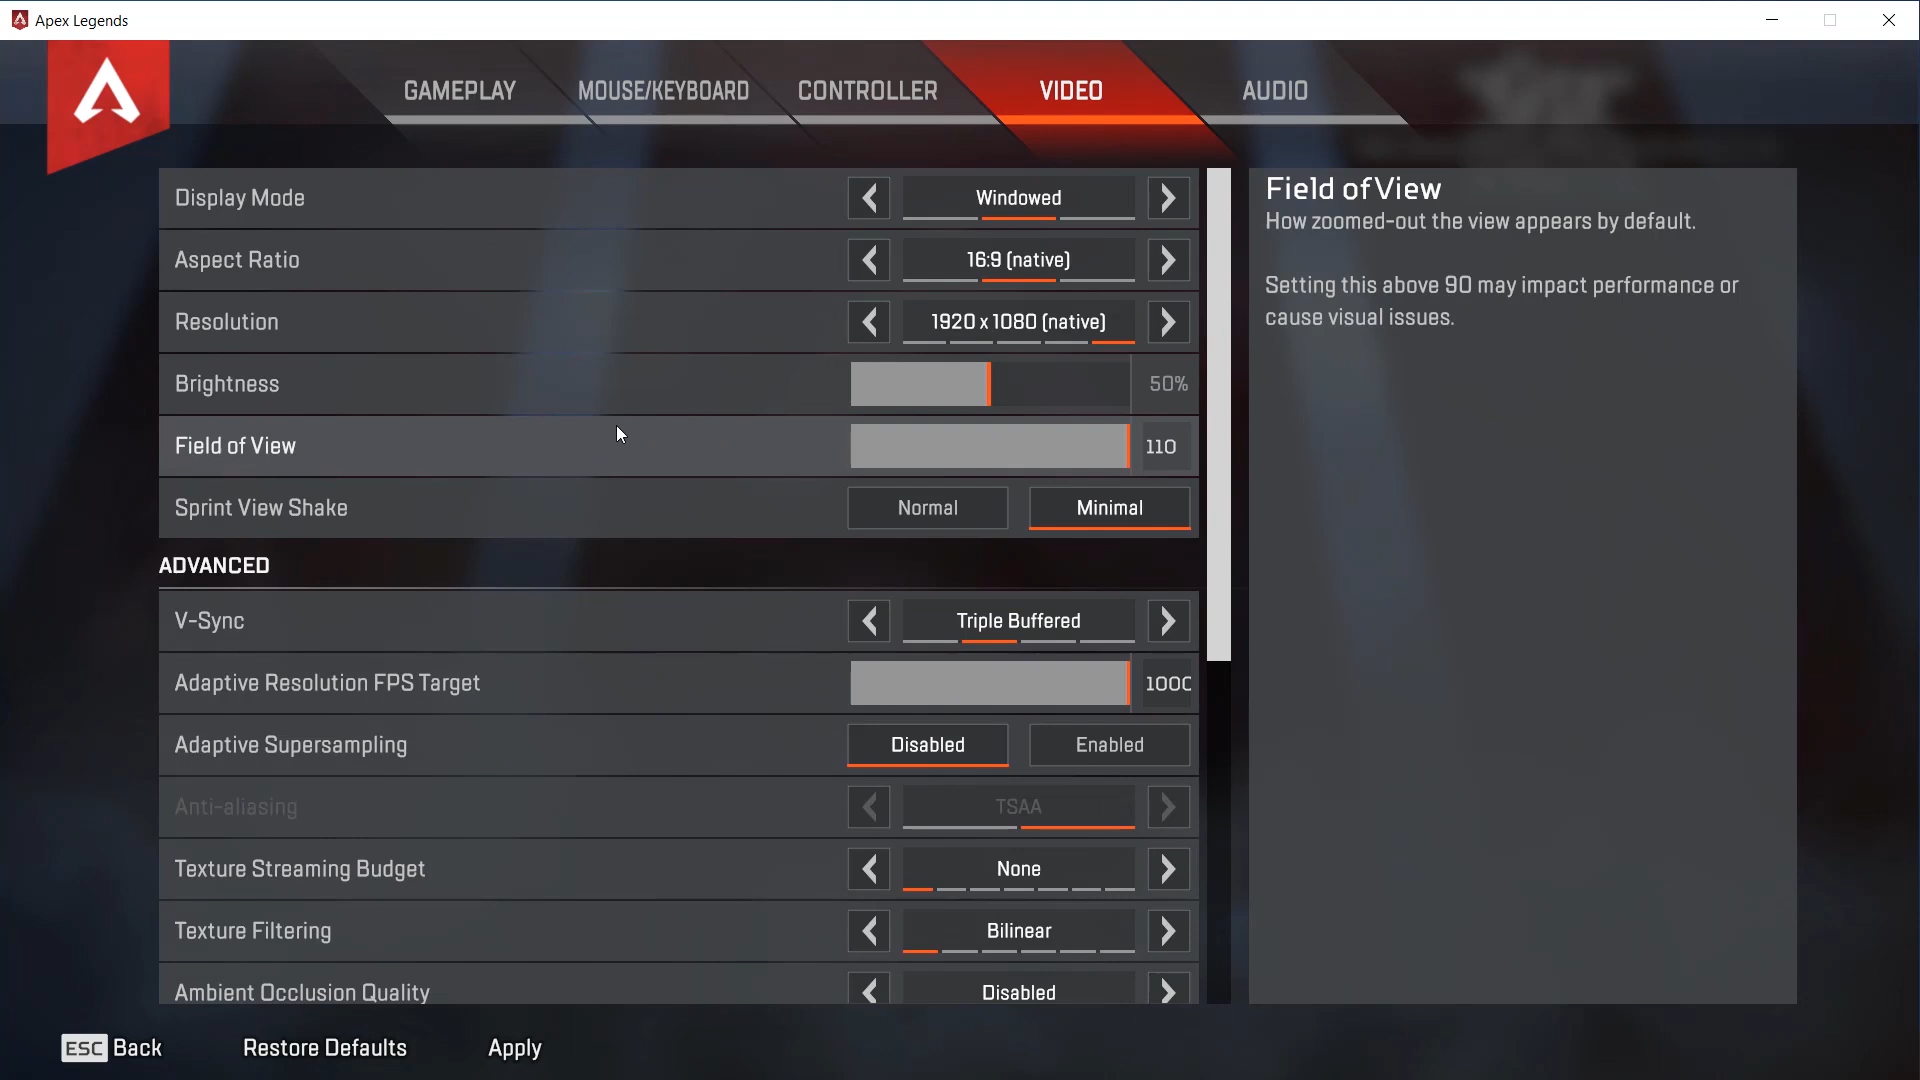 Apex Legends
GAMEPLAY
MOUSE/KEYBOARD
CONTROLLER
VIDEO
AUDIO
Display Mode
Windowed
Aspect Ratio
16:9 (native)
Resolution
1920 x 1080 (native)
Brightness
50%
Field of View
110
Sprint View Shake
Normal
Minimal
ADVANCED
V-Sync
Triple Buffered
Adaptive Resolution FPS Target
1000
Adaptive Supersampling
Disabled
Enabled
Anti-aliasing
TSAA
Texture Streaming Budget
None
Texture Filtering
Bilinear
Ambient Occlusion Quality
Disabled
Field of View
How zoomed-out the view appears by default.
Setting this above 90 may impact performance or
cause visual issues.
ESC Back
Restore Defaults
Apply